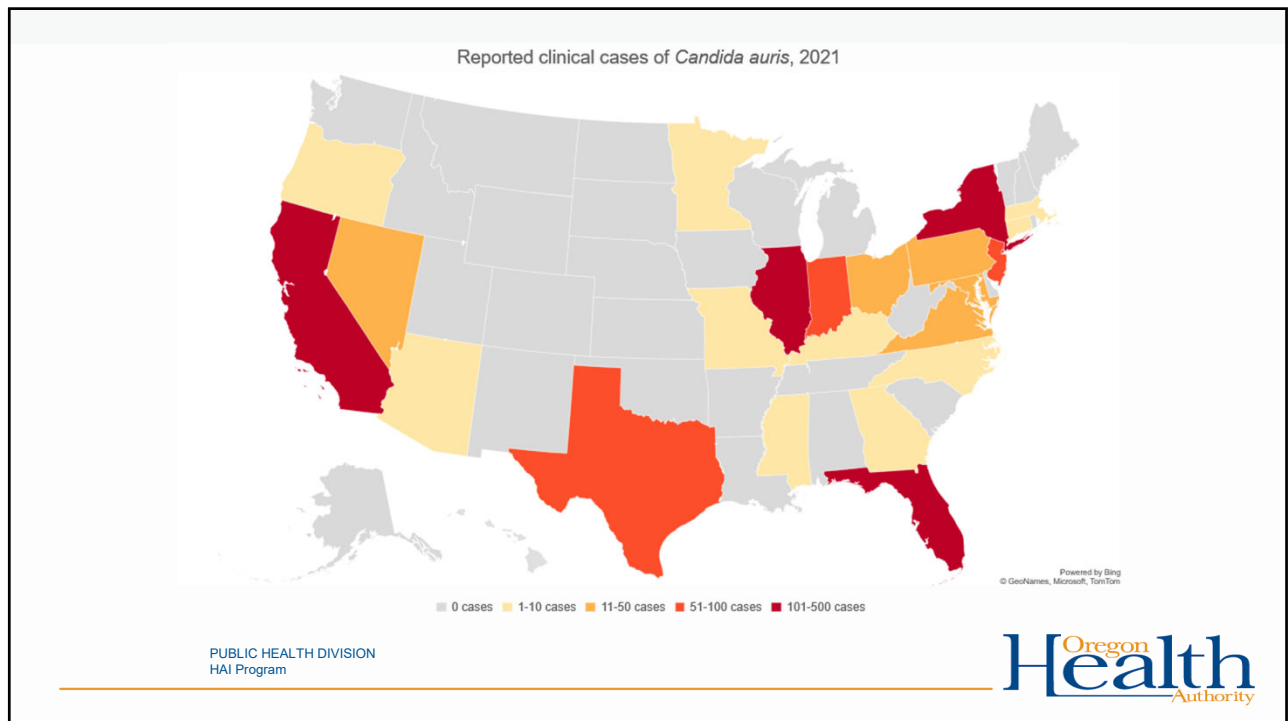 Reported clinical cases of Candida auris, 2021
Powered by Bing
© GeoNames, Microsoft, TomTom
0 cases 1-10 cases 11-50 cases 51-100 cases 101-500 cases
PUBLIC HEALTH DIVISION
HAI Program
Oregon
Health
Authority